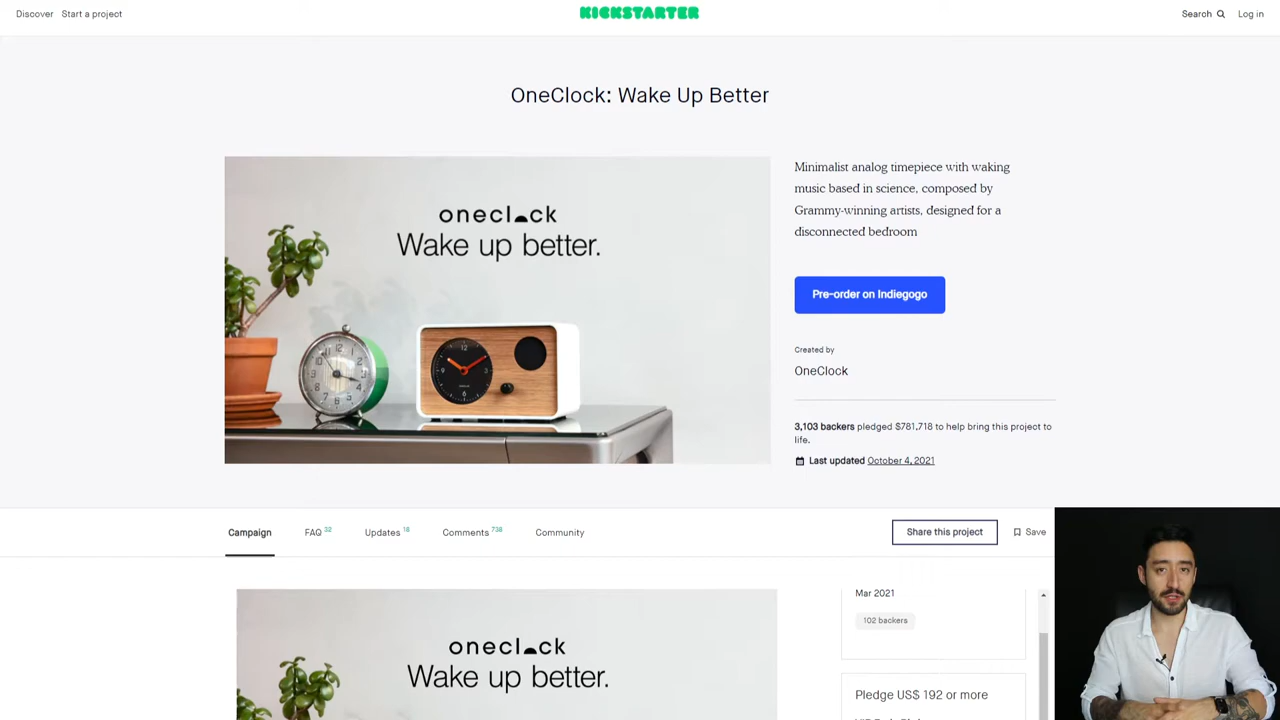 Discover Start a project KICKSTARTER Search Log in
OneClock: Wake Up Better
oneclock
Wake up better.
Minimalist analog timepiece with waking
music based in science, composed by
Grammy-winning artists, designed for a
disconnected bedroom
Pre-order on Indiegogo
Created by
OneClock
3,103 backers pledged $781,718 to help bring this project to
life.
Last updated October 4, 2021
Campaign FAQ 32 Updates 18 Comments 738 Community Share this project Save
oneclock
Wake up better.
Mar 2021
102 backers
Pledge US$ 192 or more